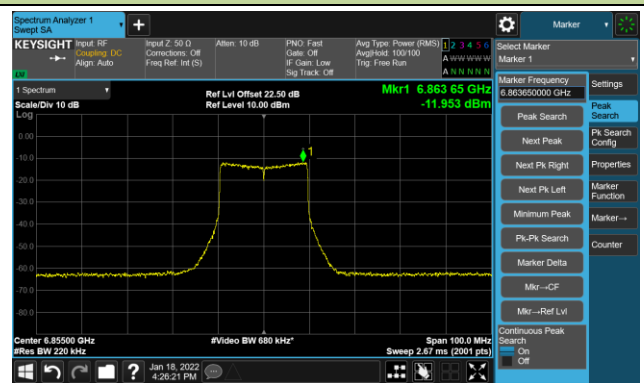 Spectrum Analyzer 1
Swept SA
Marker
KEYSIGHT
Input: RF
Coupling: DC
Align: Auto
Input Z: 50 Ω
Corrections: Off
Freq Ref: Int (S)
Atten: 10 dB
PNO: Fast
Gate: Off
IF Gain: Low
Sig Track: Off
Avg Type: Power (RMS)
Avg|Hold: 100/100
Trig: Free Run
1 2 3 4 5 6
A W W W W W
A N N N N N
Select Marker
Marker 1
1 Spectrum
Scale/Div 10 dB
Log
Ref Lvl Offset 22.50 dB
Ref Level 10.00 dBm
Mkr1 6.863 65 GHz
-11.953 dBm
0.00
-10.0
-20.0
-30.0
-40.0
-50.0
-60.0
-70.0
-80.0
1
Center 6.85500 GHz
#Res BW 220 kHz
#Video BW 680 kHz*
Span 100.0 MHz
Sweep 2.67 ms (2001 pts)
Marker Frequency
6.863650000 GHz
Peak Search
Next Peak
Next Pk Right
Next Pk Left
Minimum Peak
Pk-Pk Search
Marker Delta
Mkr→CF
Mkr→Ref Lvl
Continuous Peak
Search
On
Off
Settings
Peak
Search
Pk Search
Config
Properties
Marker
Function
Marker→
Counter
?
Jan 18, 2022
4:26:21 PM